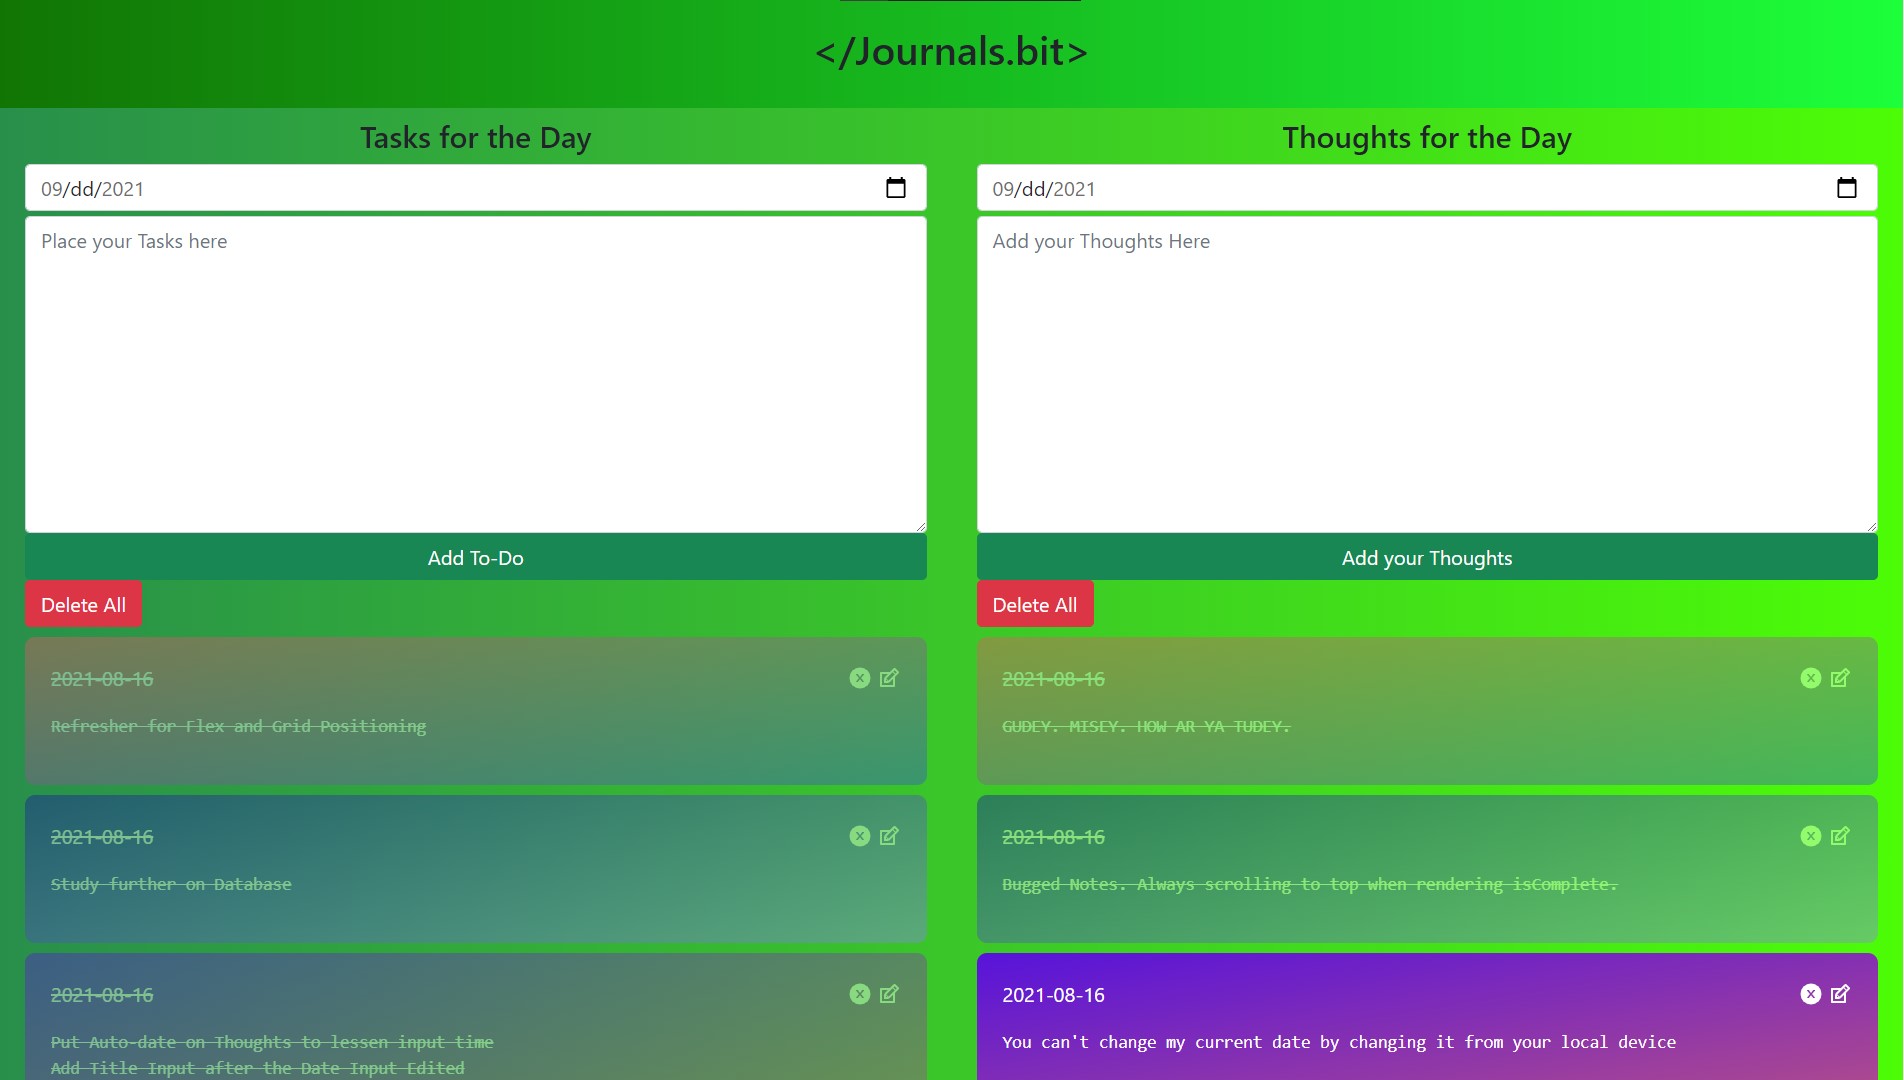 </Journals.bit>
Tasks for the Day
09/dd/2021
Place your Tasks here
Add To-Do
Delete All
2021-08-16
Refresher for Flex and Grid Positioning
2021-08-16
Study further on Database
2021-08-16
Put Auto-date on Thoughts to lessen input time
Add Title Input after the Date Input Edited
Thoughts for the Day
09/dd/2021
Add your Thoughts Here
Add your Thoughts
Delete All
2021-08-16
GUDEY. MISEY. HOW AR YA TUDEY.
2021-08-16
Bugged Notes. Always scrolling to top when rendering isComplete.
2021-08-16
You can't change my current date by changing it from your local device